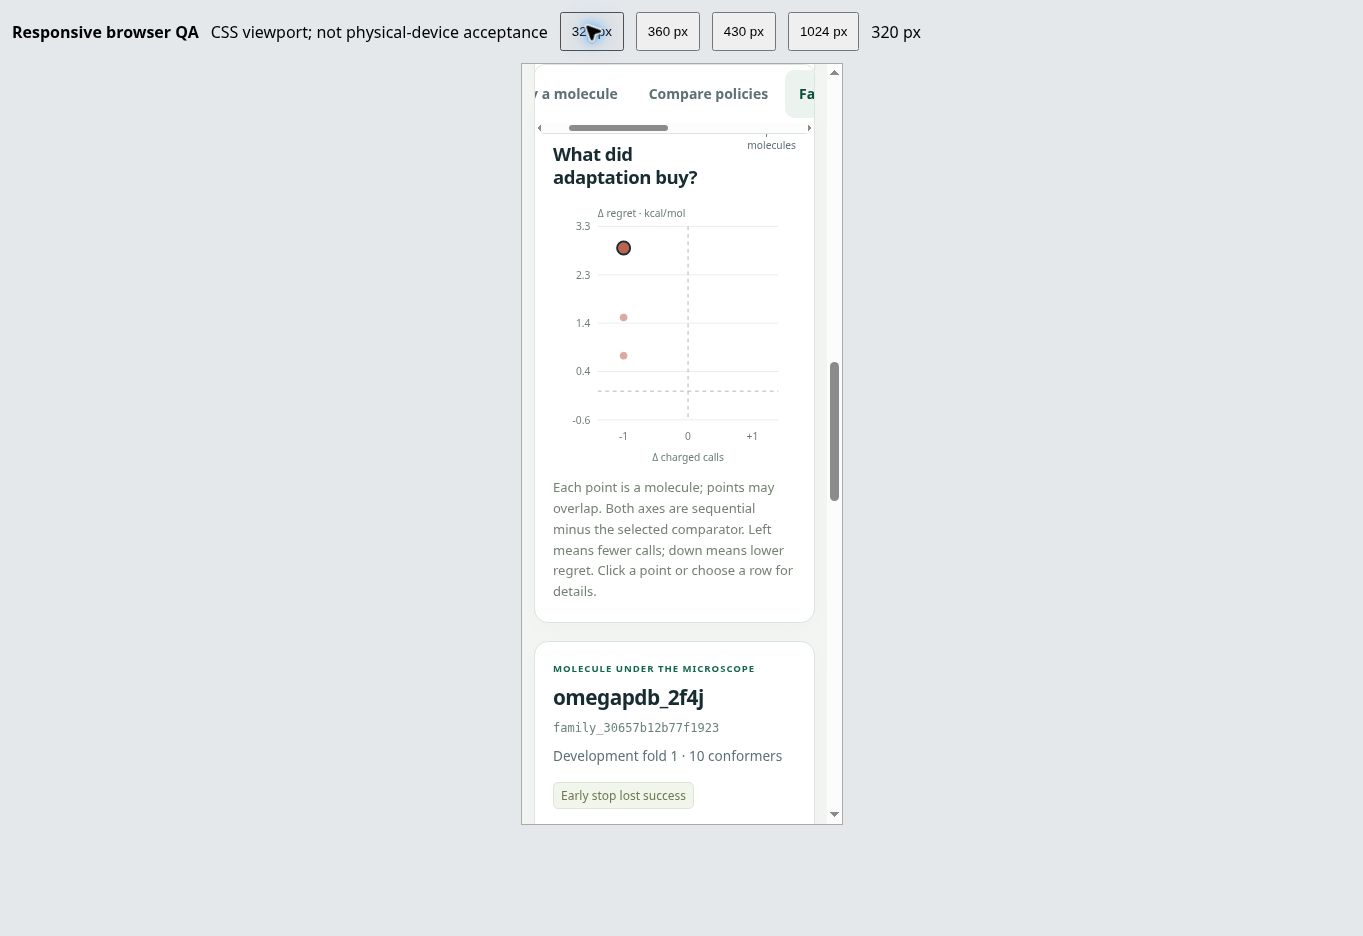 Responsive browser QA CSS viewport; not physical-device acceptance 360 px 430 px 1024 px 320 px
a molecule Compare policies
molecules
What did
adaptation buy?
Δ regret · kcal/mol
3.3
2.3
1.4
0.4
-0.6
-1 0 +1
Δ charged calls
Each point is a molecule; points may
overlap. Both axes are sequential
minus the selected comparator. Left
means fewer calls; down means lower
regret. Click a point or choose a row for
details.
MOLECULE UNDER THE MICROSCOPE
omegapdb_2f4j
family_30657b12b77f1923
Development fold 1 · 10 conformers
Early stop lost success